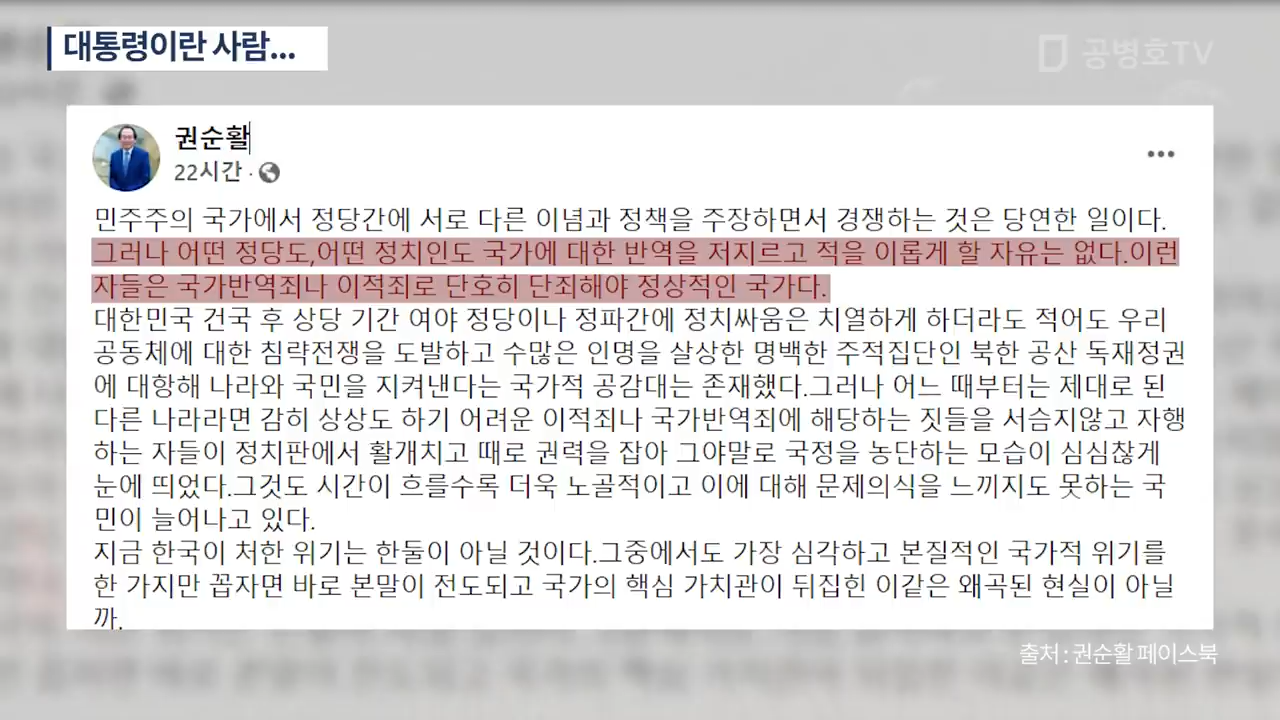 대통령이란 사람...
공병호TV
권순활
22시간 ·
민주주의 국가에서 정당간에 서로 다른 이념과 정책을 주장하면서 경쟁하는 것은 당연한 일이다.
그러나 어떤 정당도,어떤 정치인도 국가에 대한 반역을 저지르고 적을 이롭게 할 자유는 없다.이런
자들은 국가반역죄나 이적죄로 단호히 단죄해야 정상적인 국가다.
대한민국 건국 후 상당 기간 여야 정당이나 정파간에 정치싸움은 치열하게 하더라도 적어도 우리
공동체에 대한 침략전쟁을 도발하고 수많은 인명을 살상한 명백한 주적집단인 북한 공산 독재정권
에 대항해 나라와 국민을 지켜낸다는 국가적 공감대는 존재했다.그러나 어느 때부터는 제대로 된
다른 나라라면 감히 상상도 하기 어려운 이적죄나 국가반역죄에 해당하는 짓들을 서슴지않고 자행
하는 자들이 정치판에서 활개치고 때로 권력을 잡아 그야말로 국정을 농단하는 모습이 심심찮게
눈에 띄었다.그것도 시간이 흐를수록 더욱 노골적이고 이에 대해 문제의식을 느끼지도 못하는 국
민이 늘어나고 있다.
지금 한국이 처한 위기는 한둘이 아닐 것이다.그중에서도 가장 심각하고 본질적인 국가적 위기를
한 가지만 꼽자면 바로 본말이 전도되고 국가의 핵심 가치관이 뒤집힌 이같은 왜곡된 현실이 아닐
까.
출처 : 권순활 페이스북